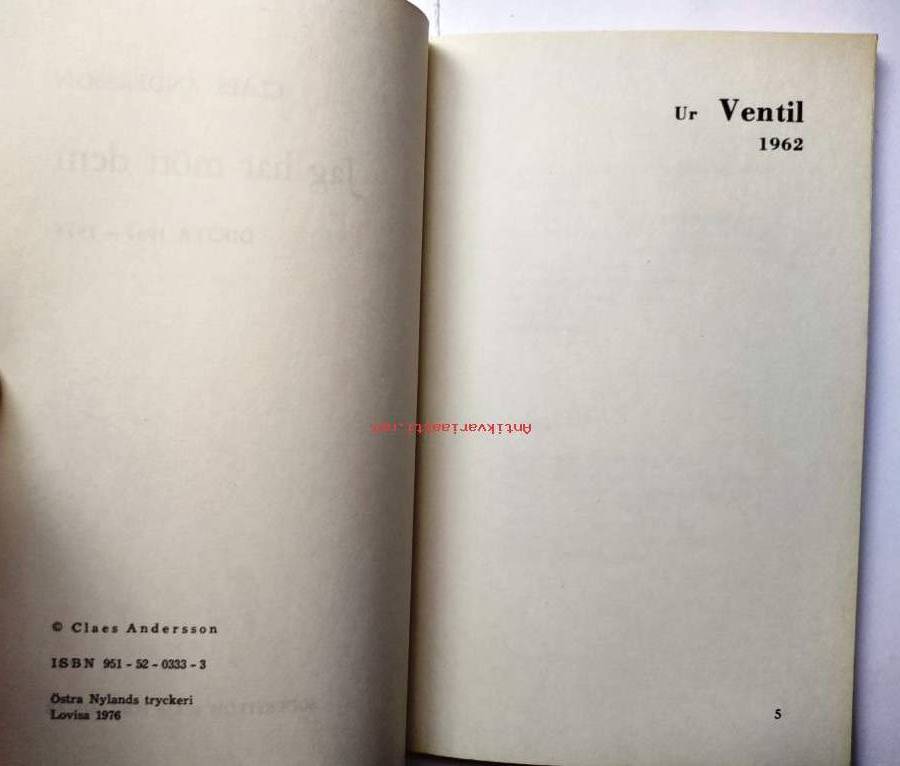 © Claes Andersson
ISBN 951-52-0333-3
Östra Nylands tryckeri
Lovisa 1976
Ur Ventil
1962
5
Antikvariaatti.net